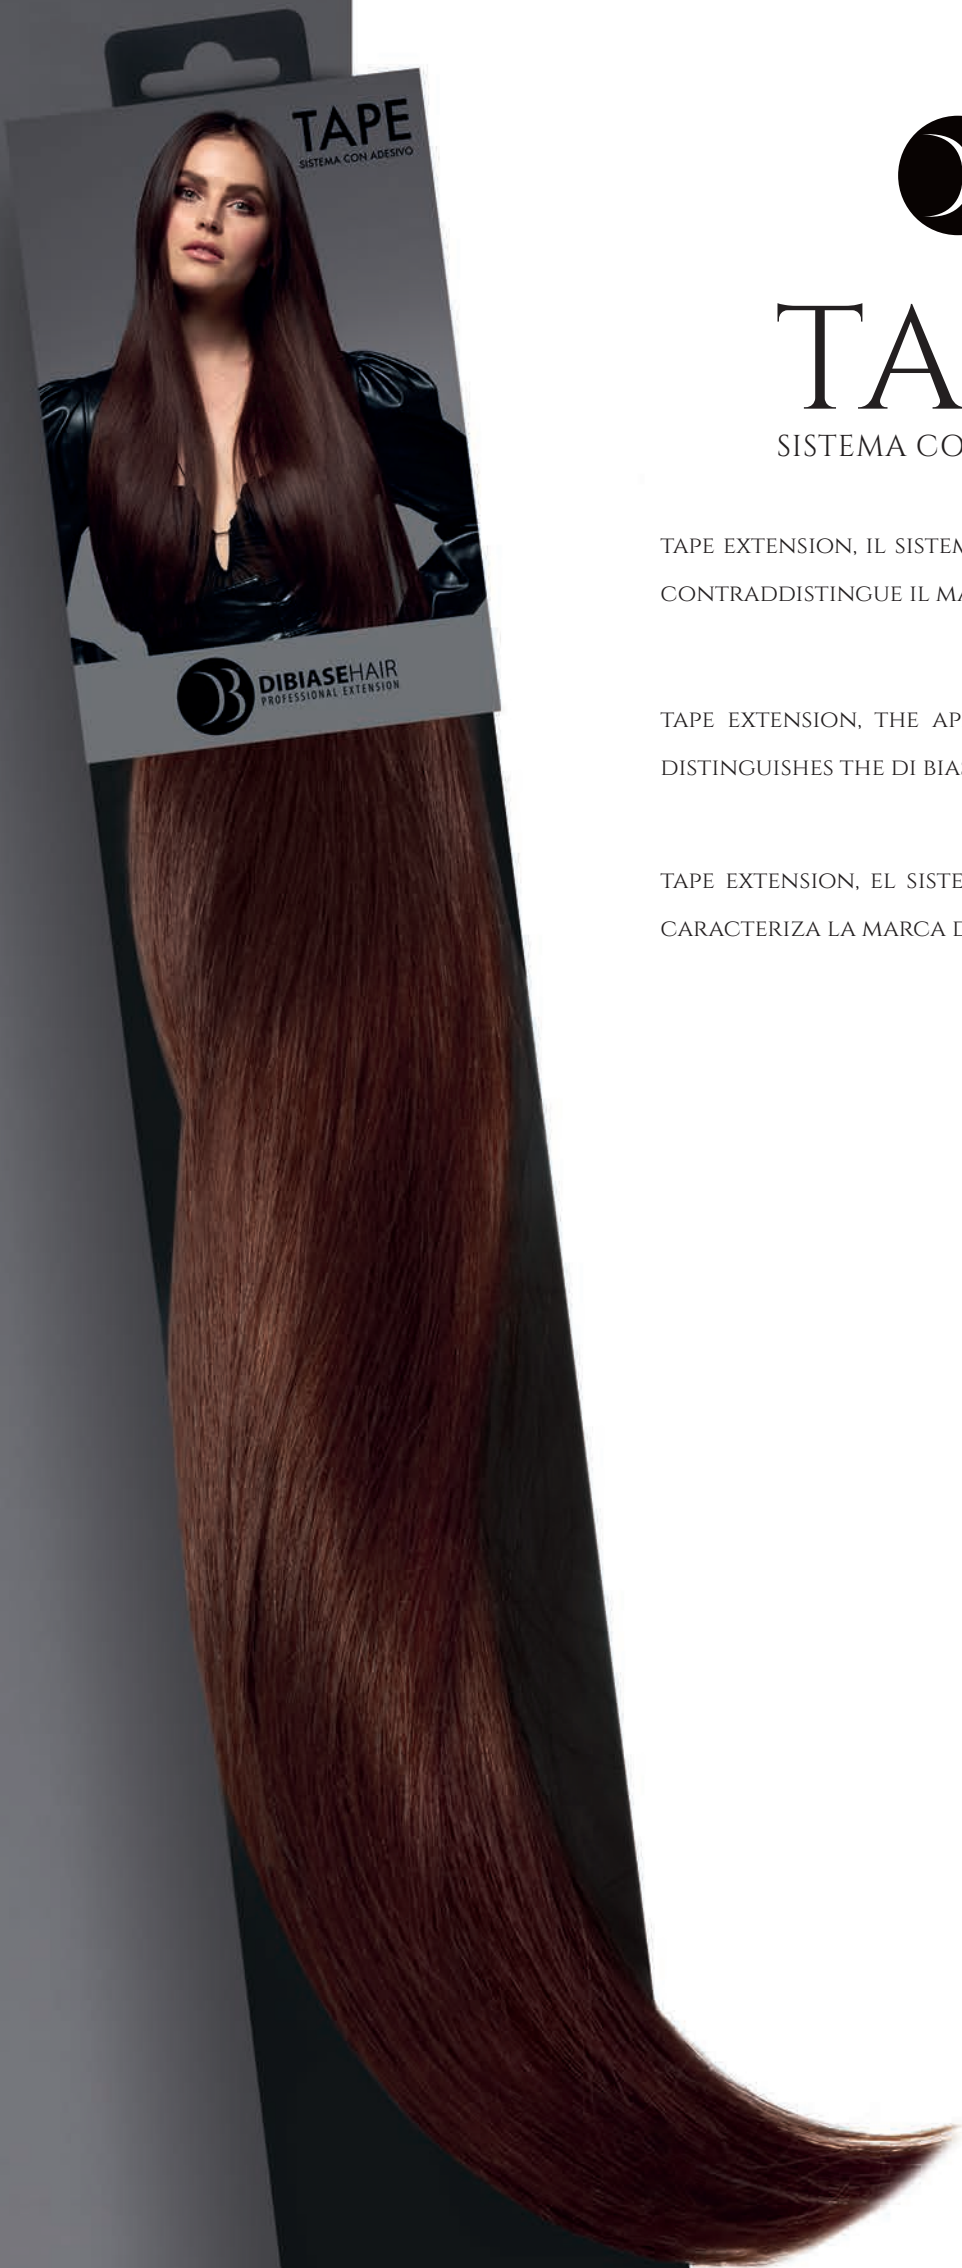 TAPE
SISTEMA CON ADESIVO
DIBIASEHAIR
PROFESSIONAL EXTENSION
TA
SISTEMA CO
TAPE EXTENSION, IL SISTEM
CONTRADDISTINGUE IL MA
TAPE EXTENSION, THE AP
DISTINGUISHES THE DI BIAS
TAPE EXTENSION, EL SISTE
CARACTERIZA LA MARCA D